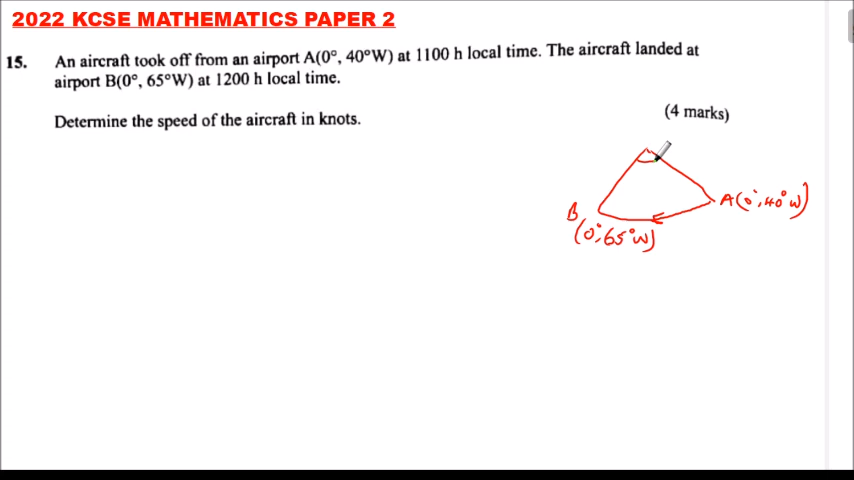 2022 KCSE MATHEMATICS PAPER 2
15. An aircraft took off from an airport A(0°, 40°W) at 1100 h local time. The aircraft landed at
airport B(0°, 65°W) at 1200 h local time.
Determine the speed of the aircraft in knots.
(4 marks)
A(0°, 40°W)
B
(0°, 65°W)